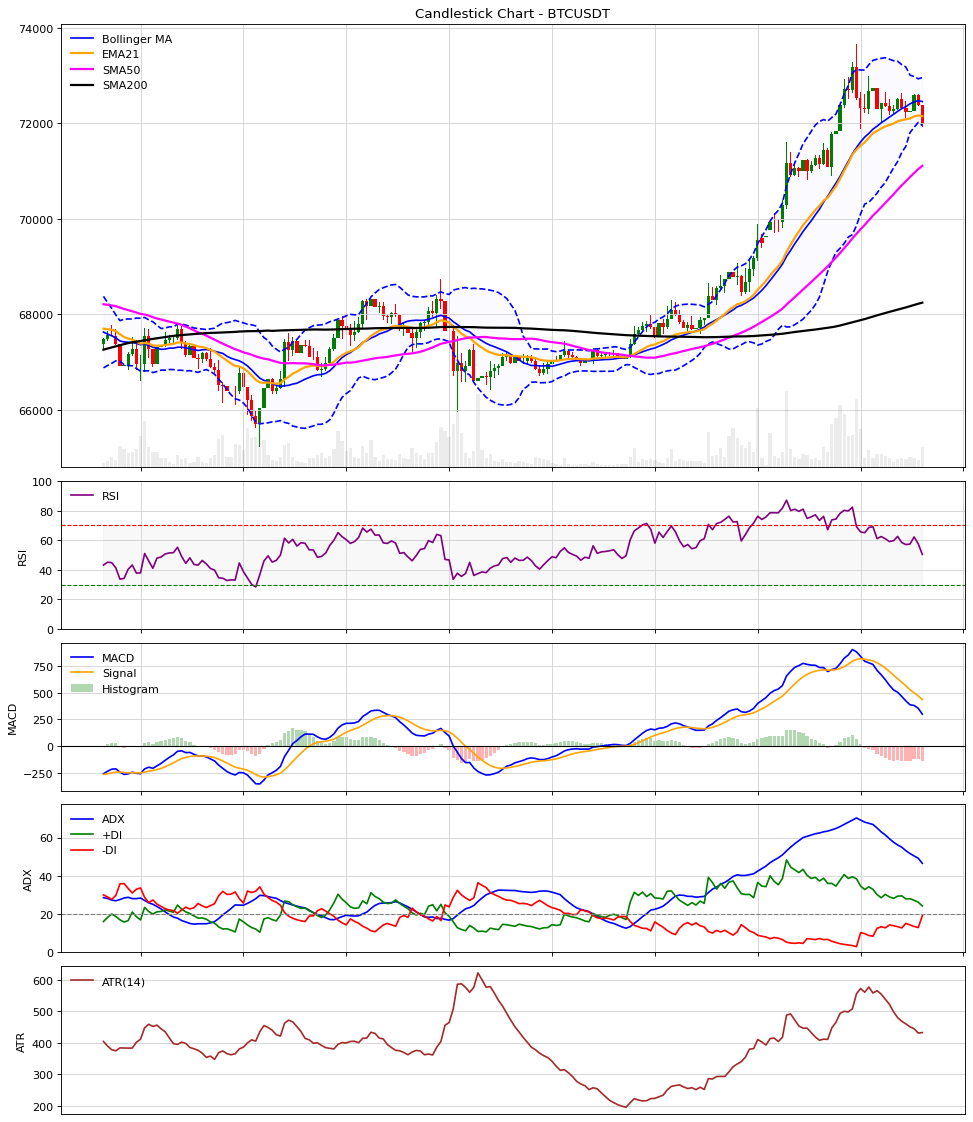 Candlestick Chart - BTCUSDT
74000
72000
70000
68000
66000
Bollinger MA
EMA21
SMA50
SMA200
100
80
60
40
20
0
RSI
RSI
750
500
250
0
−250
MACD
MACD
Signal
Histogram
60
40
20
0
ADX
ADX
+DI
-DI
600
500
400
300
200
ATR
ATR(14)